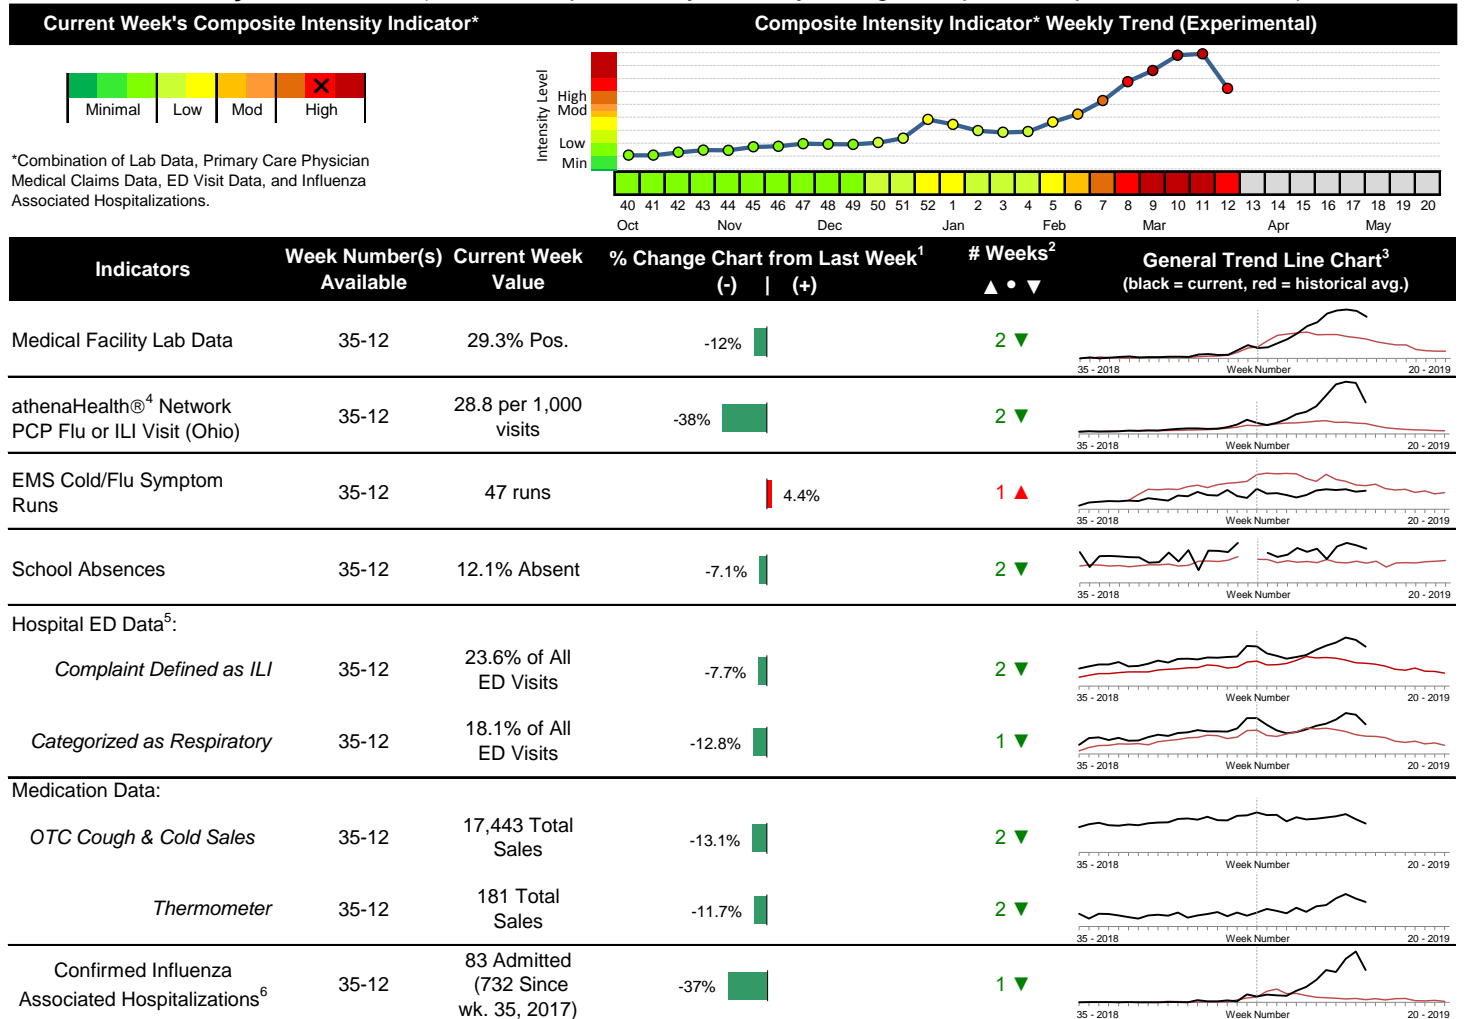 Current Week's Composite Intensity Indicator*
Composite Intensity Indicator* Weekly Trend (Experimental)
Minimal Low Mod High
*Combination of Lab Data, Primary Care Physician
Medical Claims Data, ED Visit Data, and Influenza
Associated Hospitalizations.
Intensity Level
High
Mod
Low
Min
40 41 42 43 44 45 46 47 48 49 50 51 52 1 2 3 4 5 6 7 8 9 10 11 12 13 14 15 16 17 18 19 20
Oct Nov Dec Jan Feb Mar Apr May
Indicators
Week Number(s)
Available
Current Week
Value
% Change Chart from Last Week1
(-) | (+)
# Weeks2
▲ • ▼
General Trend Line Chart3
(black = current, red = historical avg.)
Medical Facility Lab Data 35-12 29.3% Pos. -12% 2 ▼
35 - 2018 Week Number 20 - 2019
athenaHealth®4 Network
PCP Flu or ILI Visit (Ohio)
35-12
28.8 per 1,000
visits
-38% 2 ▼
35 - 2018 Week Number 20 - 2019
EMS Cold/Flu Symptom
Runs
35-12 47 runs 4.4% 1 ▲
35 - 2018 Week Number 20 - 2019
School Absences 35-12 12.1% Absent -7.1% 2 ▼
35 - 2018 Week Number 20 - 2019
Hospital ED Data5:
Complaint Defined as ILI 35-12
23.6% of All
ED Visits
-7.7% 2 ▼
35 - 2018 Week Number 20 - 2019
Categorized as Respiratory 35-12
18.1% of All
ED Visits
-12.8% 1 ▼
35 - 2018 Week Number 20 - 2019
Medication Data:
OTC Cough & Cold Sales 35-12
17,443 Total
Sales
-13.1% 2 ▼
35 - 2018 Week Number 20 - 2019
Thermometer 35-12
181 Total
Sales
-11.7% 2 ▼
35 - 2018 Week Number 20 - 2019
Confirmed Influenza
Associated Hospitalizations6
35-12
83 Admitted
(732 Since
wk. 35, 2017)
-37% 1 ▼
35 - 2018 Week Number 20 - 2019